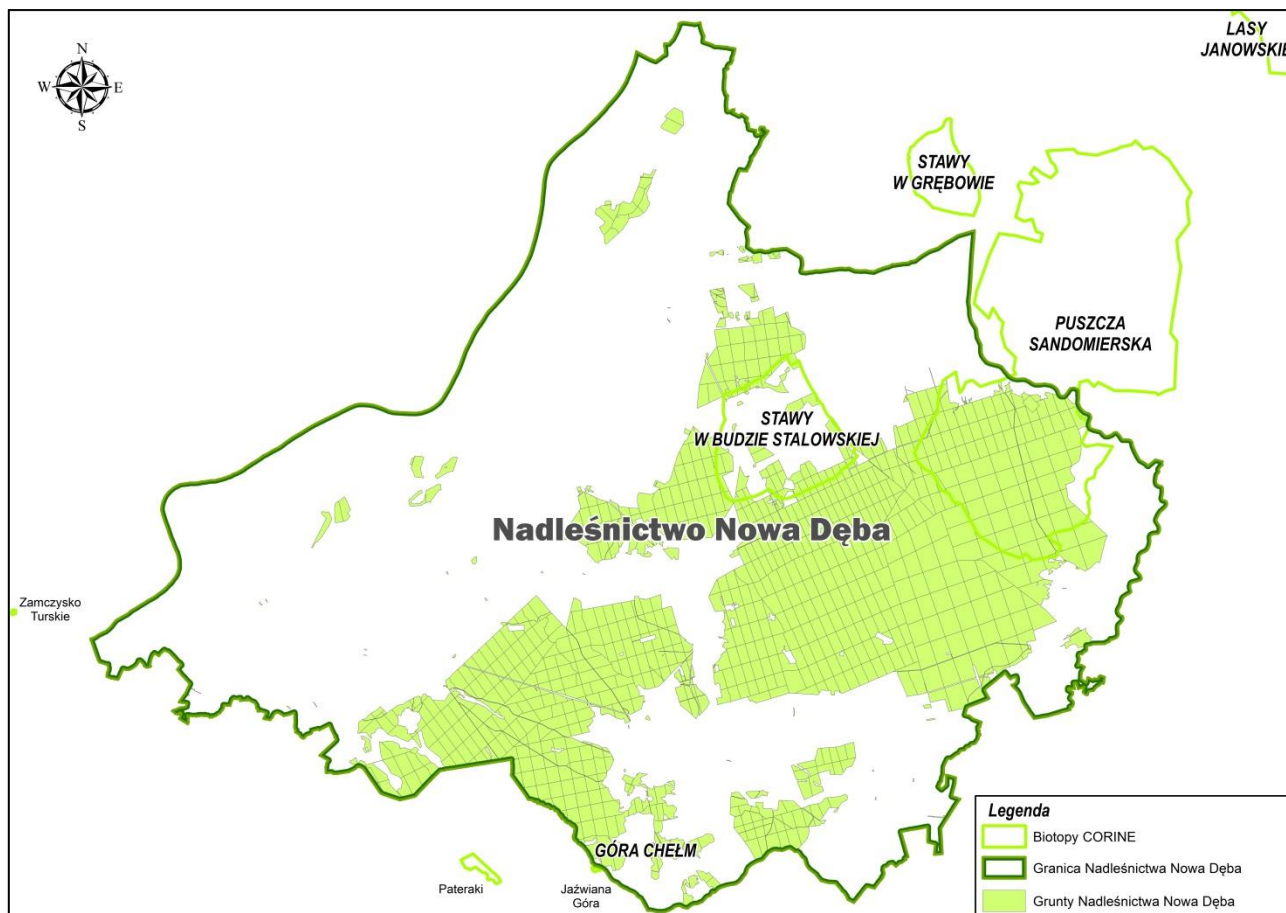 LASY
JANOWSKIE
N
W E
S
STAWY
W GRĘBOWIE
PUSZCZA
SANDOMIERSKA
STAWY
W BUDZIE STALOWSKIEJ
Nadleśnictwo Nowa Dęba
Zamczysko
Turskie
GÓRA CHEŁM
Pateraki
Jaźwiana
Góra
Legenda
Biotopy CORINE
Granica Nadleśnictwa Nowa Dęba
Grunty Nadleśnictwa Nowa Dęba